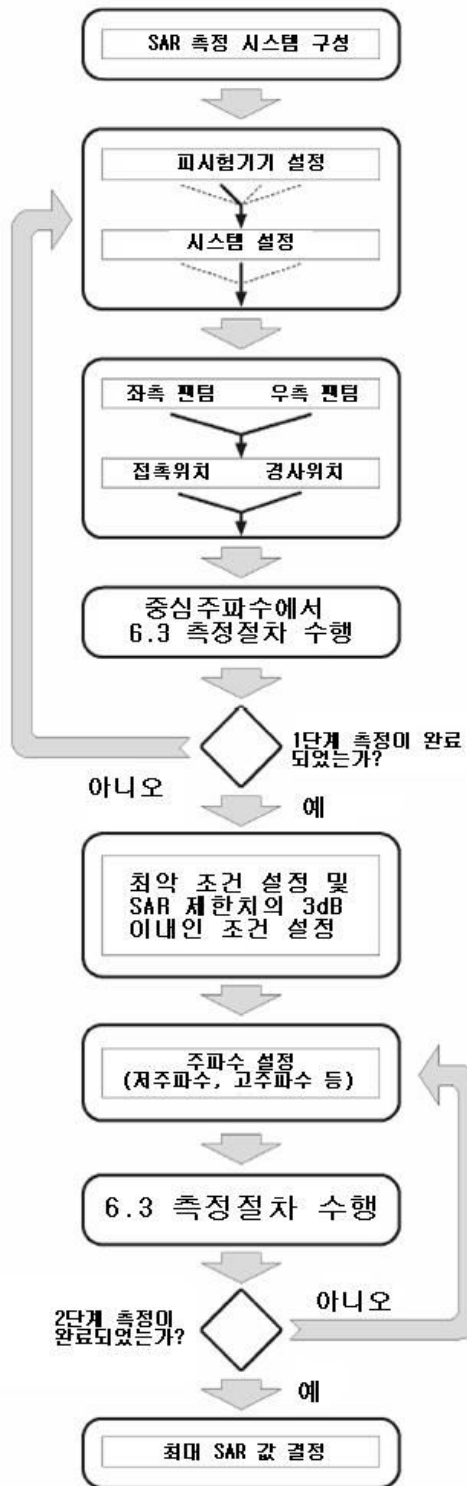 SAR 측정 시스템 구성
피시험기기 설정
시스템 설정
좌측 팬텀 우측 팬텀
접촉위치 경사위치
중심주파수에서
6.3 측정절차 수행
1단계 측정이 완료
되었는가?
아니오
예
최악 조건 설정 및
SAR 제한치의 3dB
이내인 조건 설정
주파수 설정
(저주파수, 고주파수 등)
6.3 측정절차 수행
아니오
2단계 측정이
완료되었는가?
예
최대 SAR 값 결정